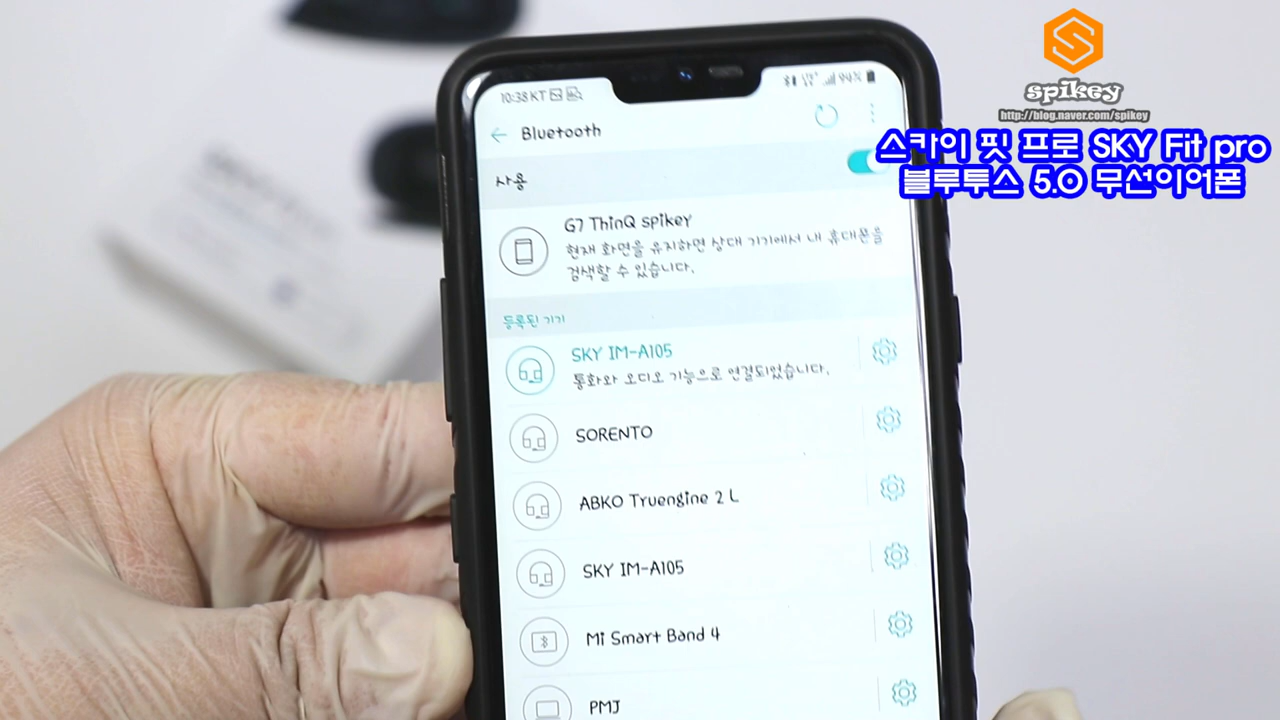 spikey
http://blog.naver.com/spikey
스카이 핏 프로 SKY Fit pro
블루투스 5.0 무선이어폰
10:38 KT
94%
Bluetooth
사용
G7 ThinQ spikey
현재 화면을 유지하면 상대 기기에서 내 휴대폰을
검색할 수 있습니다.
등록된 기기
SKY IM-A105
통화와 오디오 기능으로 연결되었습니다.
SORENTO
ABKO Truengine 2 L
SKY IM-A105
Mi Smart Band 4
PMJ